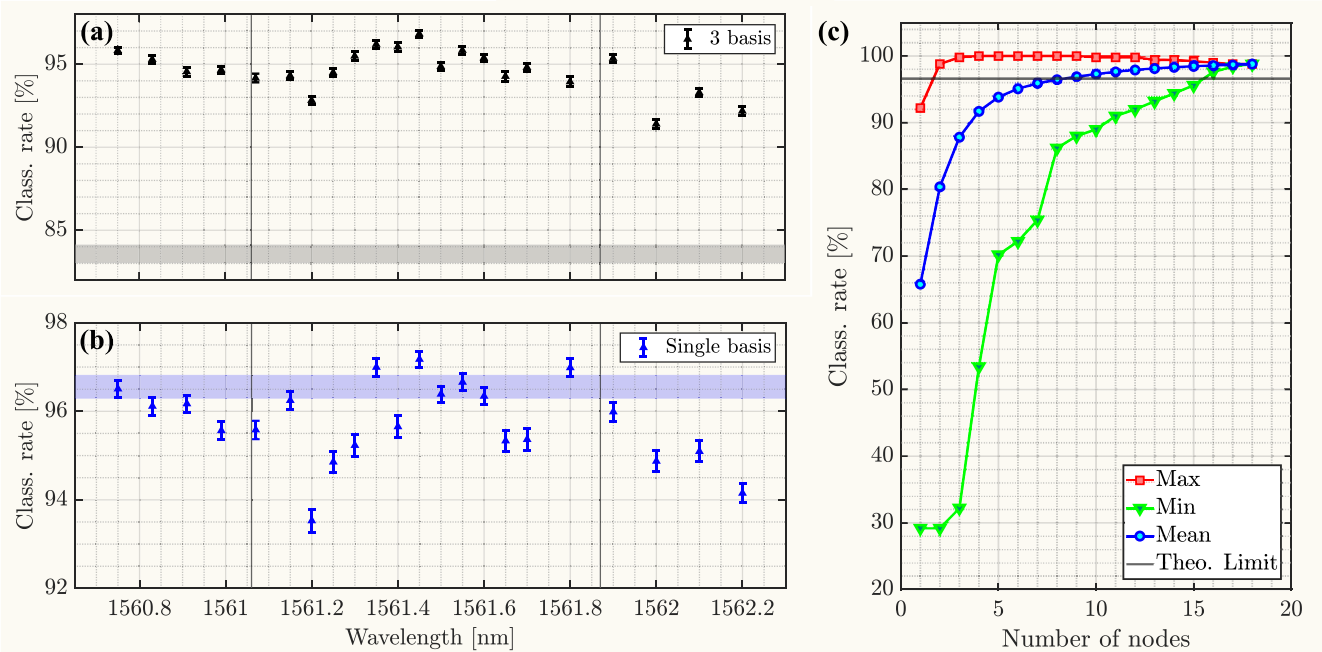 (a)
3 basis
Class. rate [%]
95
90
85
(b)
Single basis
Class. rate [%]
98
96
94
92
1560.8
1561
1561.2
1561.4
1561.6
1561.8
1562
1562.2
Wavelength [nm]
(c)
Class. rate [%]
100
90
80
70
60
50
40
30
20
Max
Min
Mean
Theo. Limit
0
5
10
15
20
Number of nodes